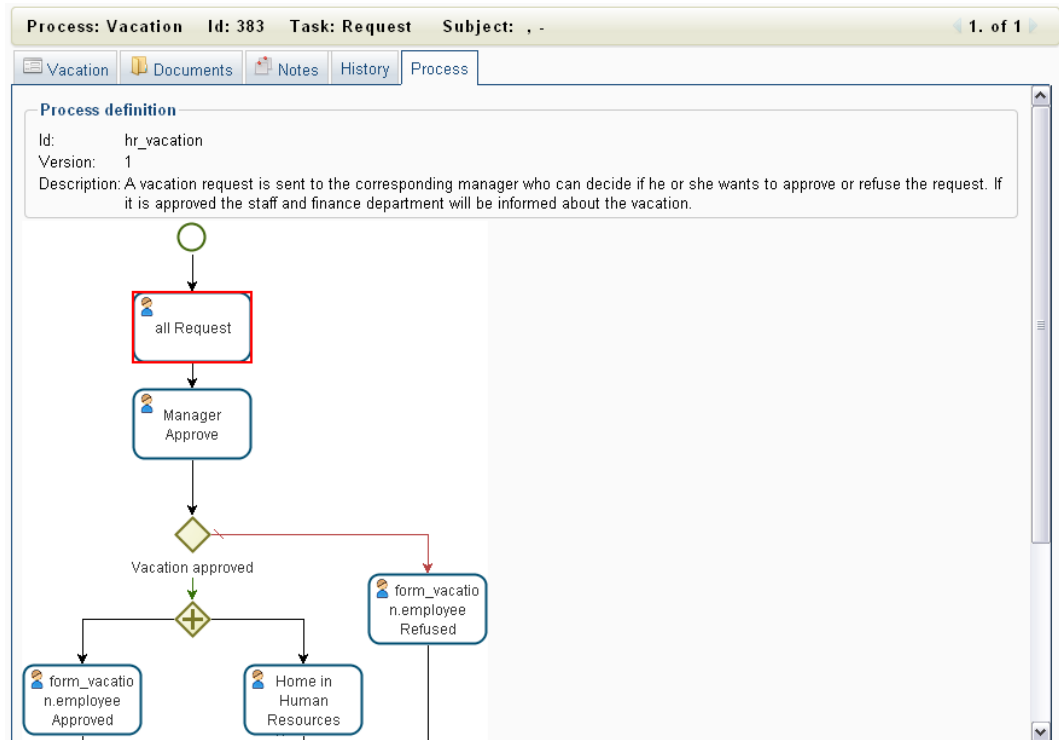 Process: Vacation Id: 383 Task: Request Subject: , - 1. of 1
Vacation Documents Notes History Process
Process definition
Id: hr_vacation
Version: 1
Description: A vacation request is sent to the corresponding manager who can decide if he or she wants to approve or refuse the request. If
it is approved the staff and finance department will be informed about the vacation.
all Request
Manager
Approve
Vacation approved
form_vacatio
n.employee
Refused
form_vacatio
n.employee
Approved
Home in
Human
Resources